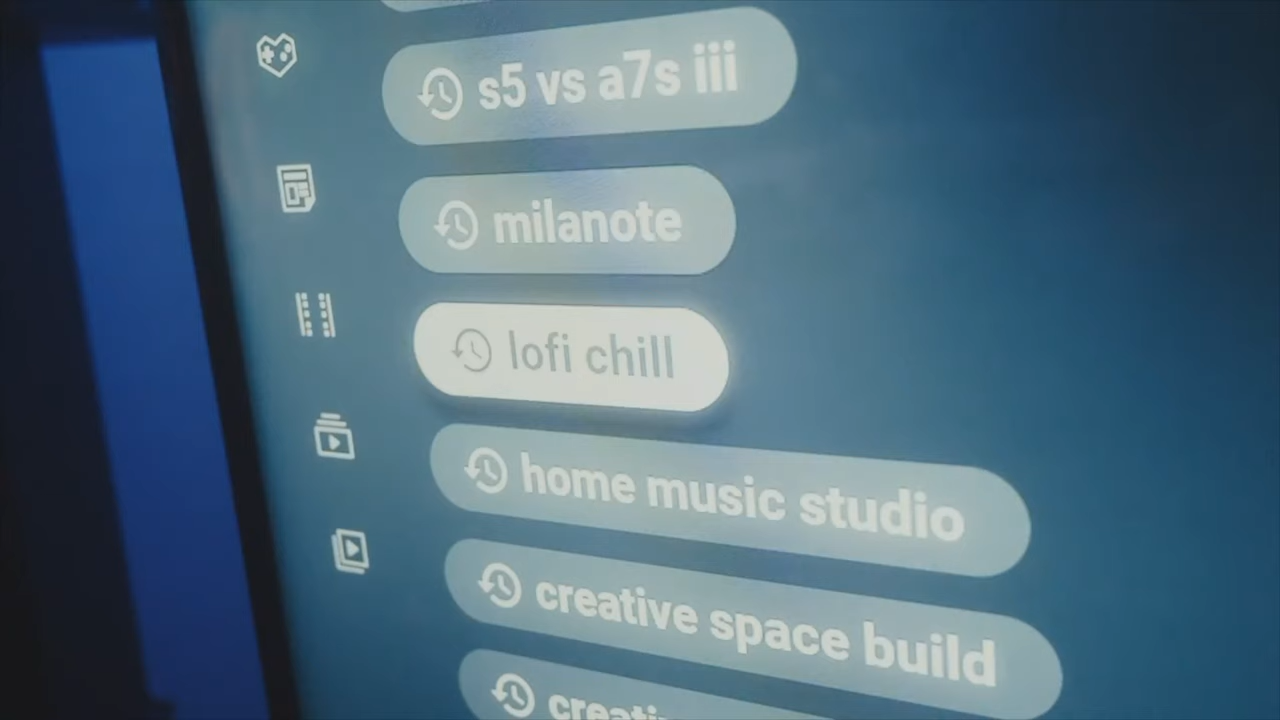 s5 vs a7s iii
milanote
lofi chill
home music studio
creative space build